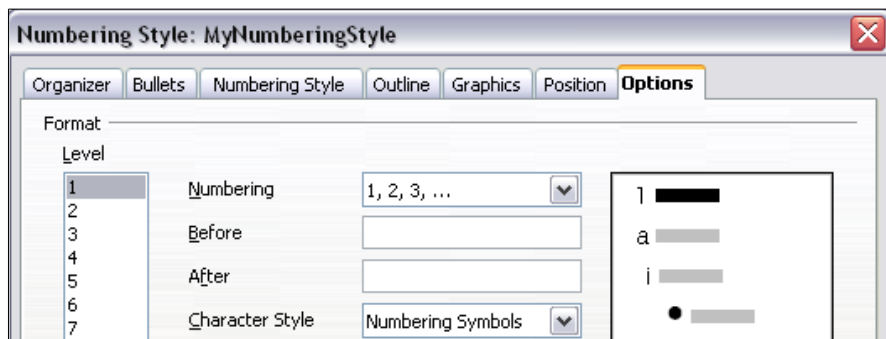 Numbering Style: MyNumberingStyle
Organizer Bullets Numbering Style Outline Graphics Position Options
Format
Level
1 Numbering 1, 2, 3, ... 1
2
3 Before a
4
5 After i
6
7 Character Style Numbering Symbols